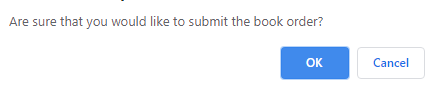 Are sure that you would like to submit the book order?
OK Cancel